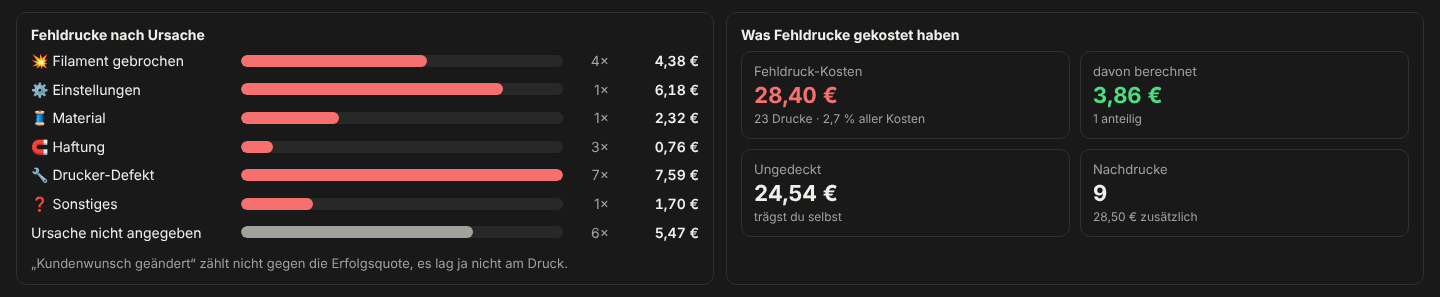 Fehldrucke nach Ursache
💥 Filament gebrochen 4× 4,38 €
⚙️ Einstellungen 1× 6,18 €
🧵 Material 1× 2,32 €
🧲 Haftung 3× 0,76 €
🔧 Drucker-Defekt 7× 7,59 €
❓ Sonstiges 1× 1,70 €
Ursache nicht angegeben 6× 5,47 €
„Kundenwunsch geändert“ zählt nicht gegen die Erfolgsquote, es lag ja nicht am Druck.
Was Fehldrucke gekostet haben
Fehldruck-Kosten
28,40 €
23 Drucke · 2,7 % aller Kosten
davon berechnet
3,86 €
1 anteilig
Ungedeckt
24,54 €
trägst du selbst
Nachdrucke
9
28,50 € zusätzlich